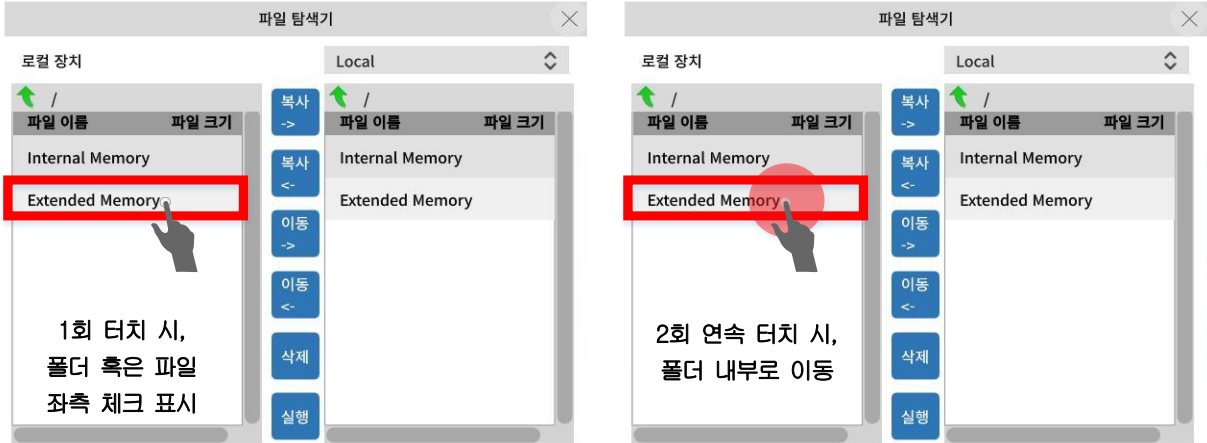 파일 탐색기
로컬 장치
Local
/
/
파일 이름 파일 크기
파일 이름 파일 크기
Internal Memory
Extended Memory
Internal Memory
Extended Memory
복사
->
복사
<-
이동
->
이동
<-
삭제
실행
1회 터치 시,
폴더 혹은 파일
좌측 체크 표시
파일 탐색기
로컬 장치
Local
/
/
파일 이름 파일 크기
파일 이름 파일 크기
Internal Memory
Extended Memory
Internal Memory
Extended Memory
복사
->
복사
<-
이동
->
이동
<-
삭제
실행
2회 연속 터치 시,
폴더 내부로 이동